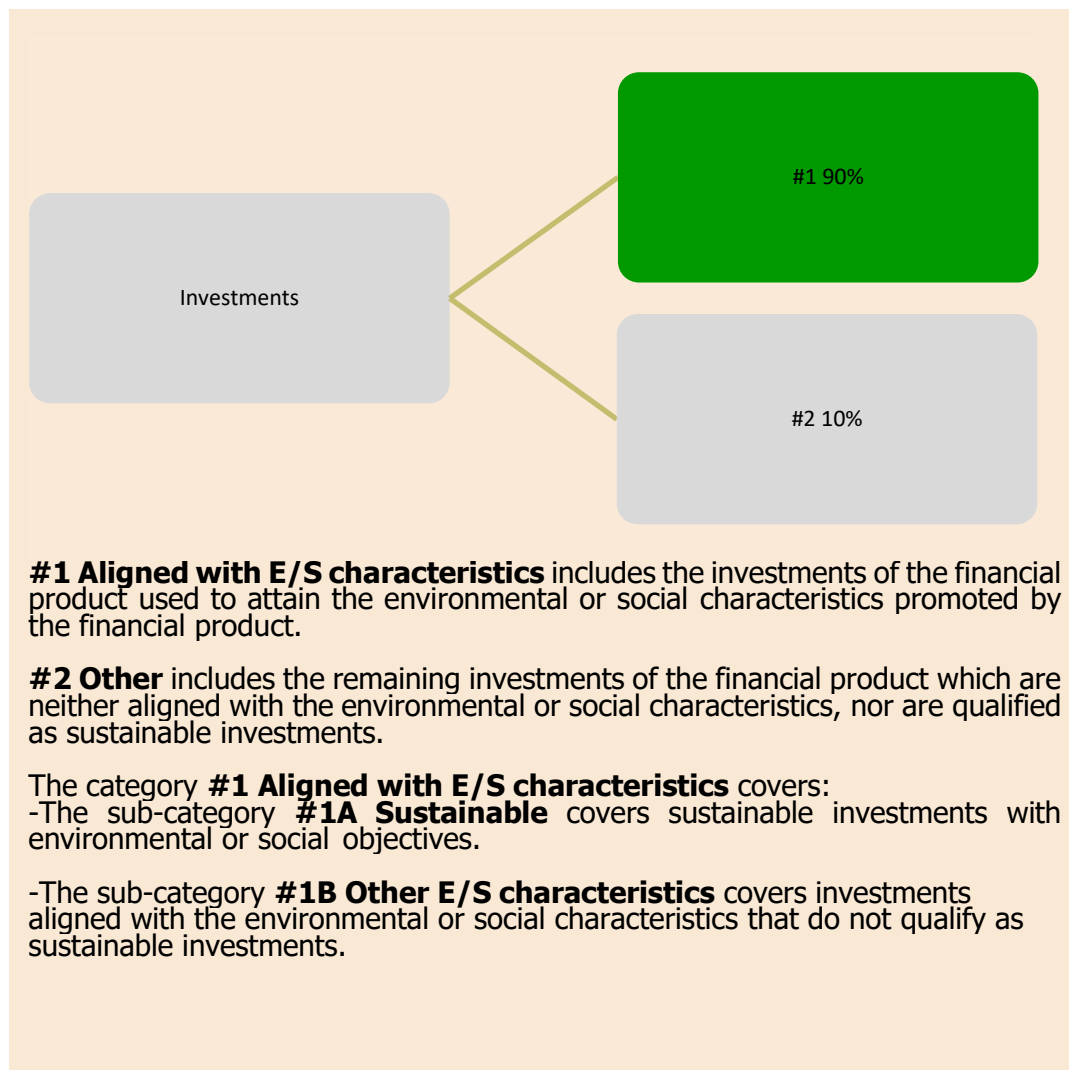 #1 90%
Investments
#2 10%
#1 Aligned with E/S characteristics includes the investments of the financial
product used to attain the environmental or social characteristics promoted by
the financial product.
#2 Other includes the remaining investments of the financial product which are
neither aligned with the environmental or social characteristics, nor are qualified
as sustainable investments.
The category #1 Aligned with E/S characteristics covers:
-The sub-category #1A Sustainable covers sustainable investments with
environmental or social objectives.
-The sub-category #1B Other E/S characteristics covers investments
aligned with the environmental or social characteristics that do not qualify as
sustainable investments.